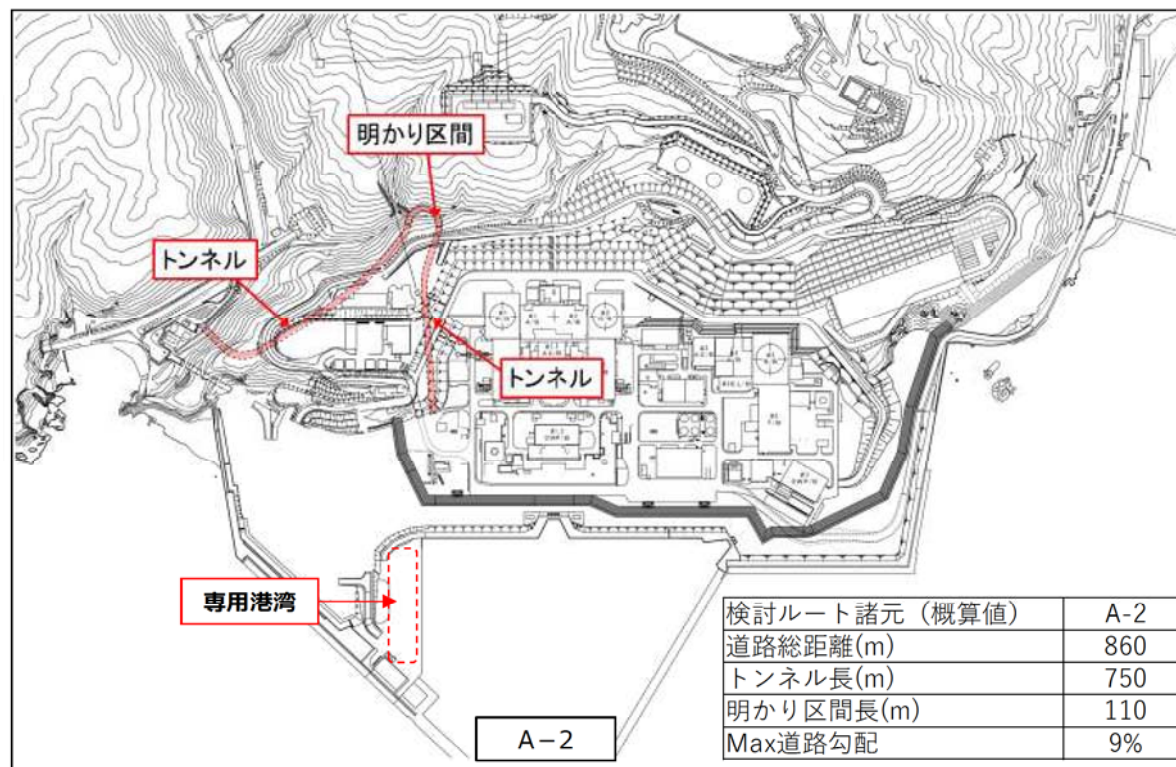 明かり区間
トンネル
トンネル
専用港湾
A－2
検討ルート諸元（概算値） A-2
道路総距離(m) 860
トンネル長(m) 750
明かり区間長(m) 110
Max道路勾配 9%